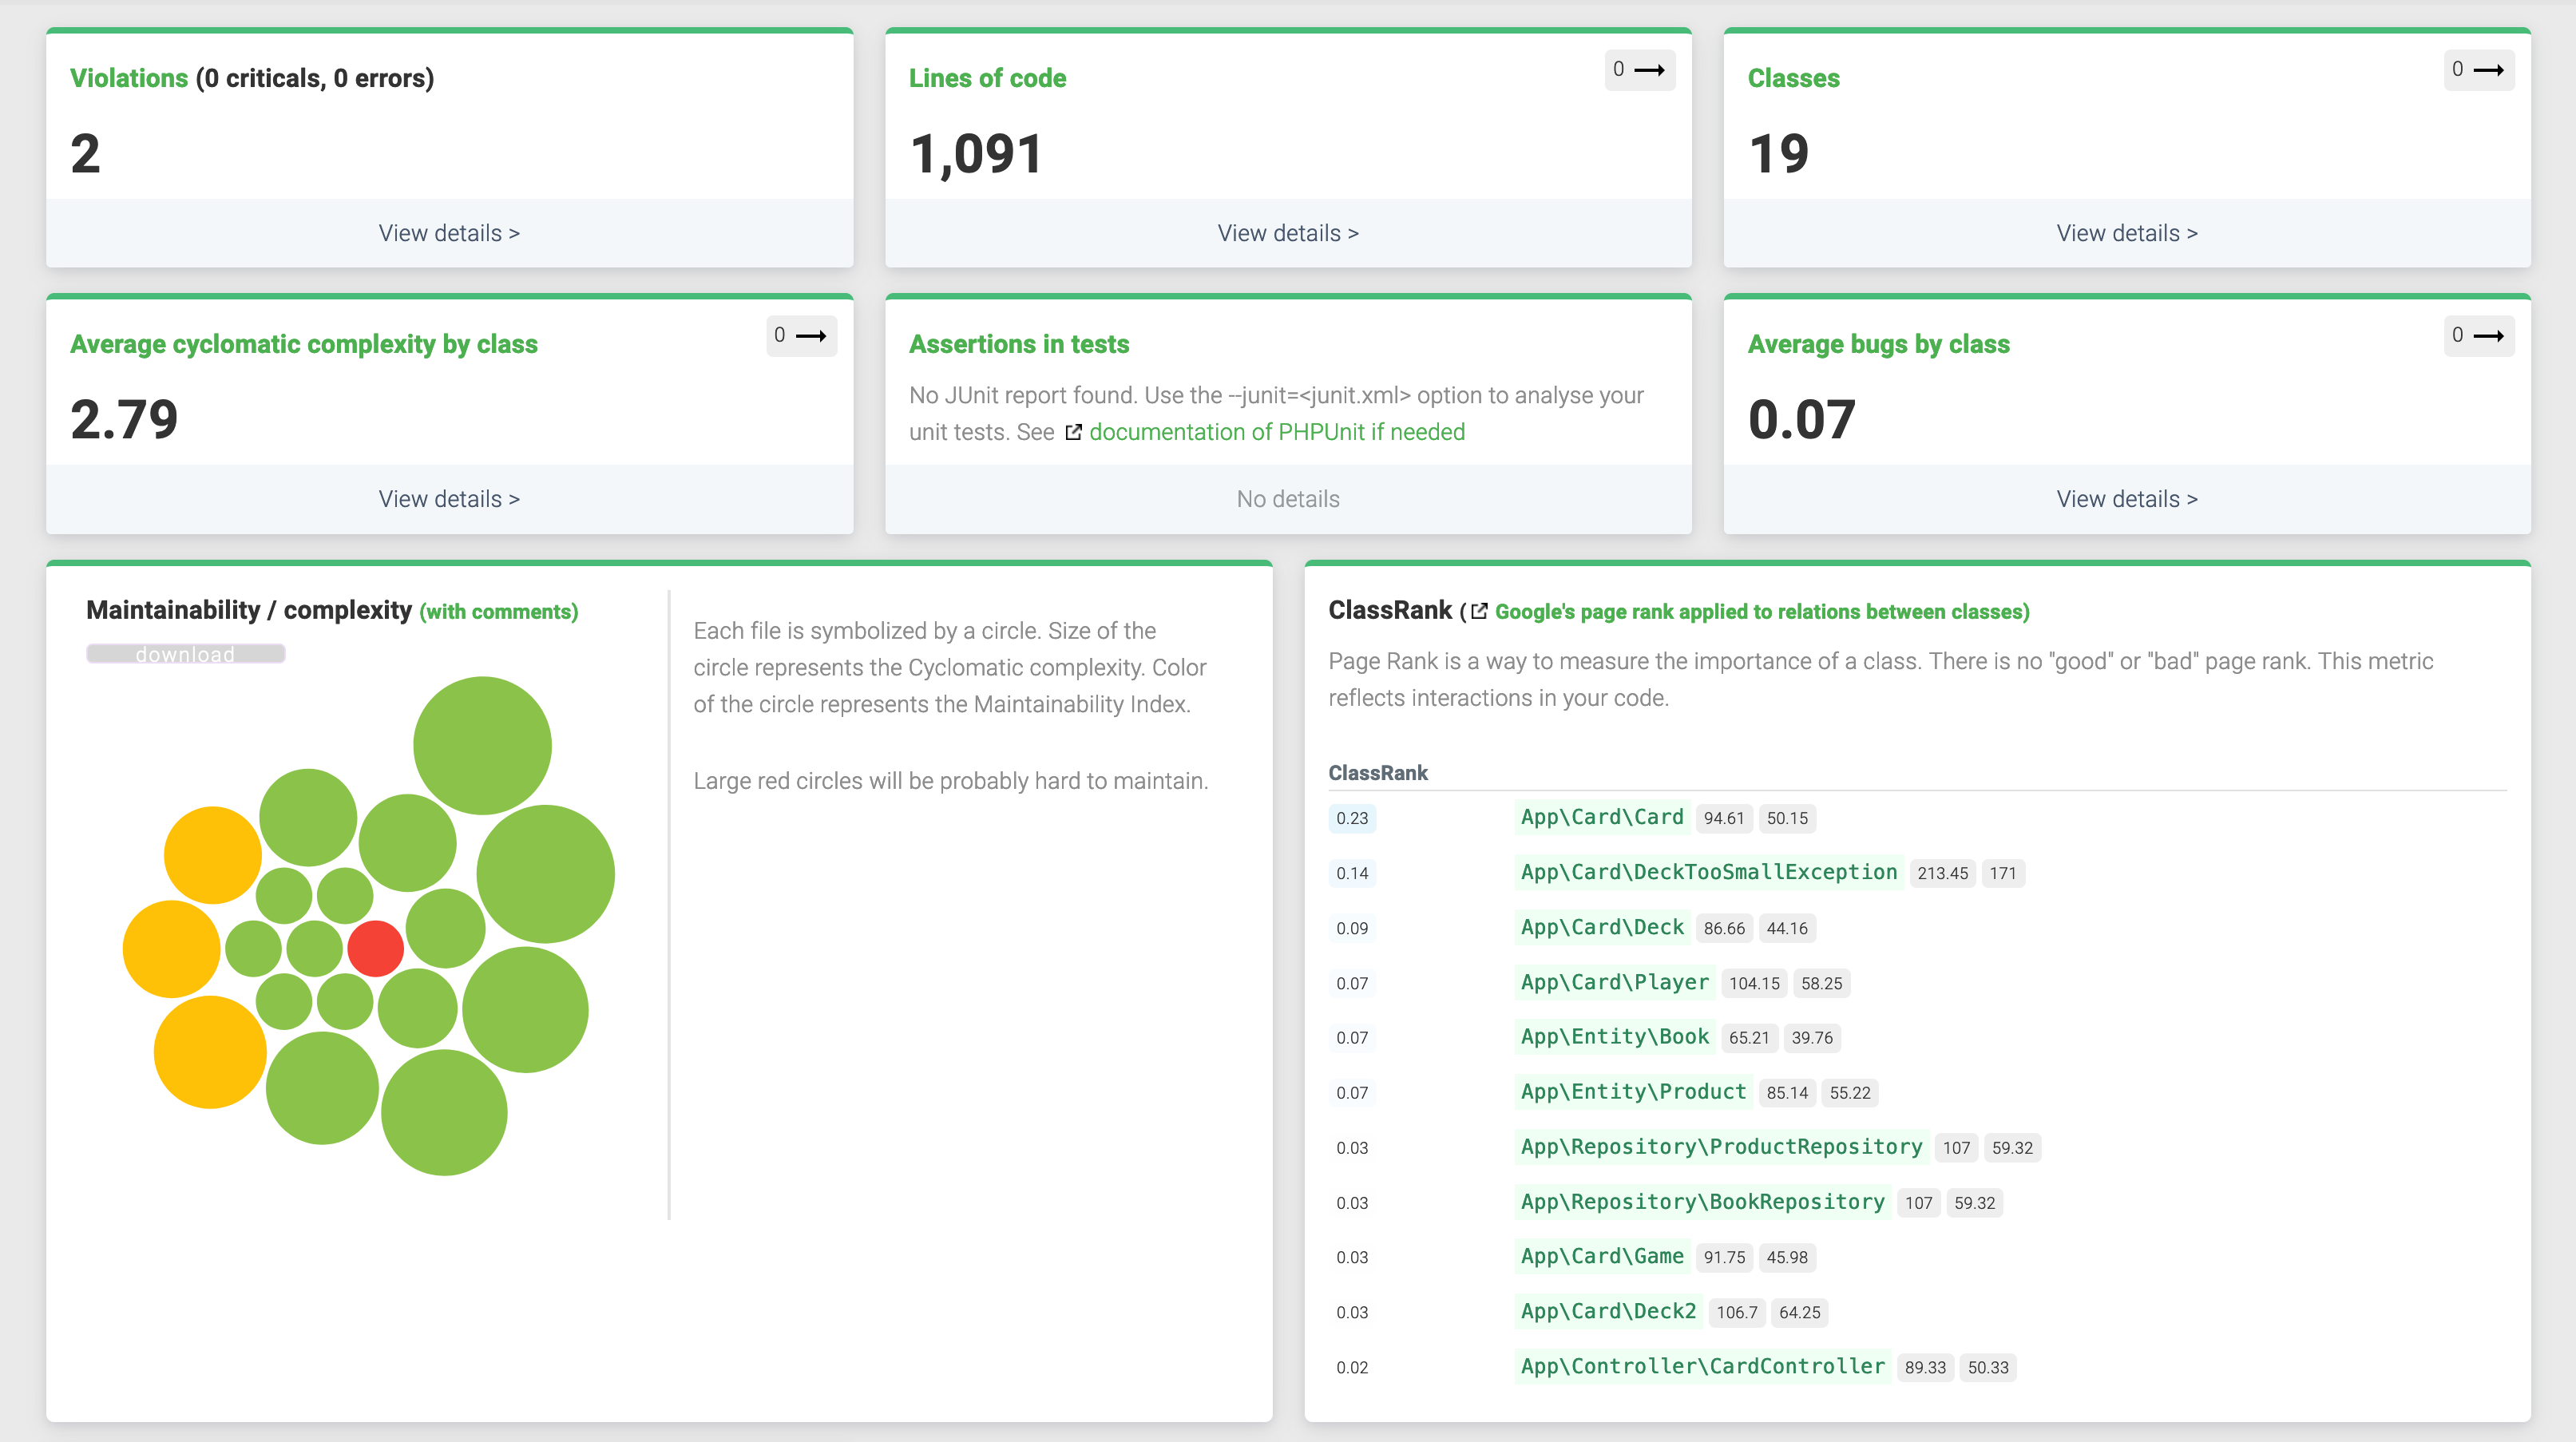 Violations (0 criticals, 0 errors)
2
View details >
Lines of code
0
1,091
View details >
Classes
0
19
View details >
Average cyclomatic complexity by class
0
2.79
View details >
Assertions in tests
No JUnit report found. Use the --junit=<junit.xml> option to analyse your
unit tests. See documentation of PHPUnit if needed
No details
Average bugs by class
0
0.07
View details >
Maintainability / complexity (with comments)
download
Each file is symbolized by a circle. Size of the
circle represents the Cyclomatic complexity. Color
of the circle represents the Maintainability Index.
Large red circles will be probably hard to maintain.
ClassRank (Google's page rank applied to relations between classes)
Page Rank is a way to measure the importance of a class. There is no "good" or "bad" page rank. This metric
reflects interactions in your code.
ClassRank
0.23 App\Card\Card 94.61 50.15
0.14 App\Card\DeckTooSmallException 213.45 171
0.09 App\Card\Deck 86.66 44.16
0.07 App\Card\Player 104.15 58.25
0.07 App\Entity\Book 65.21 39.76
0.07 App\Entity\Product 85.14 55.22
0.03 App\Repository\ProductRepository 107 59.32
0.03 App\Repository\BookRepository 107 59.32
0.03 App\Card\Game 91.75 45.98
0.03 App\Card\Deck2 106.7 64.25
0.02 App\Controller\CardController 89.33 50.33